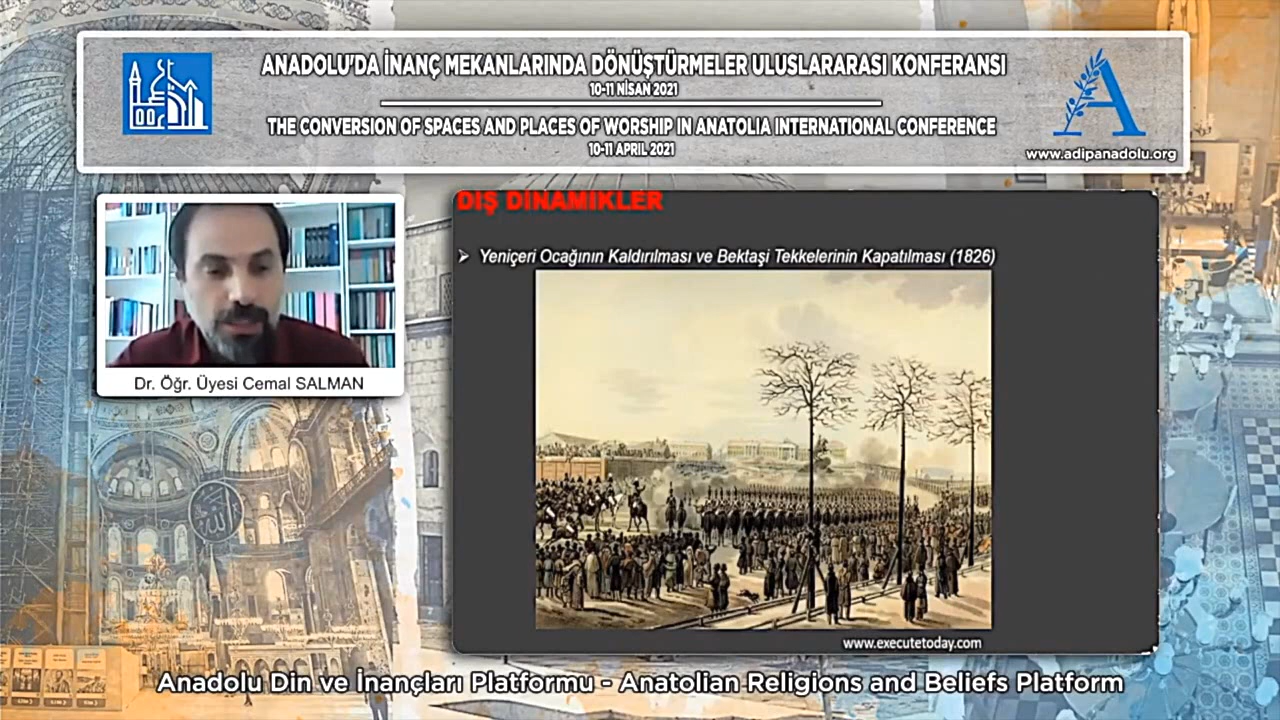 ANADOLU'DA İNANÇ MEKANLARINDA DÖNÜŞTÜRMELER ULUSLARARASI KONFERANSI
10-11 NİSAN 2021
THE CONVERSION OF SPACES AND PLACES OF WORSHIP IN ANATOLIA INTERNATIONAL CONFERENCE
10-11 APRIL 2021
A
www.adipanadolu.org
Dr. Öğr. Üyesi Cemal SALMAN
DIŞ DİNAMİKLER
➢ Yeniçeri Ocağının Kaldırılması ve Bektaşi Tekkelerinin Kapatılması (1826)
www.executetoday.com
Anadolu Din ve İnançları Platformu - Anatolian Religions and Beliefs Platform